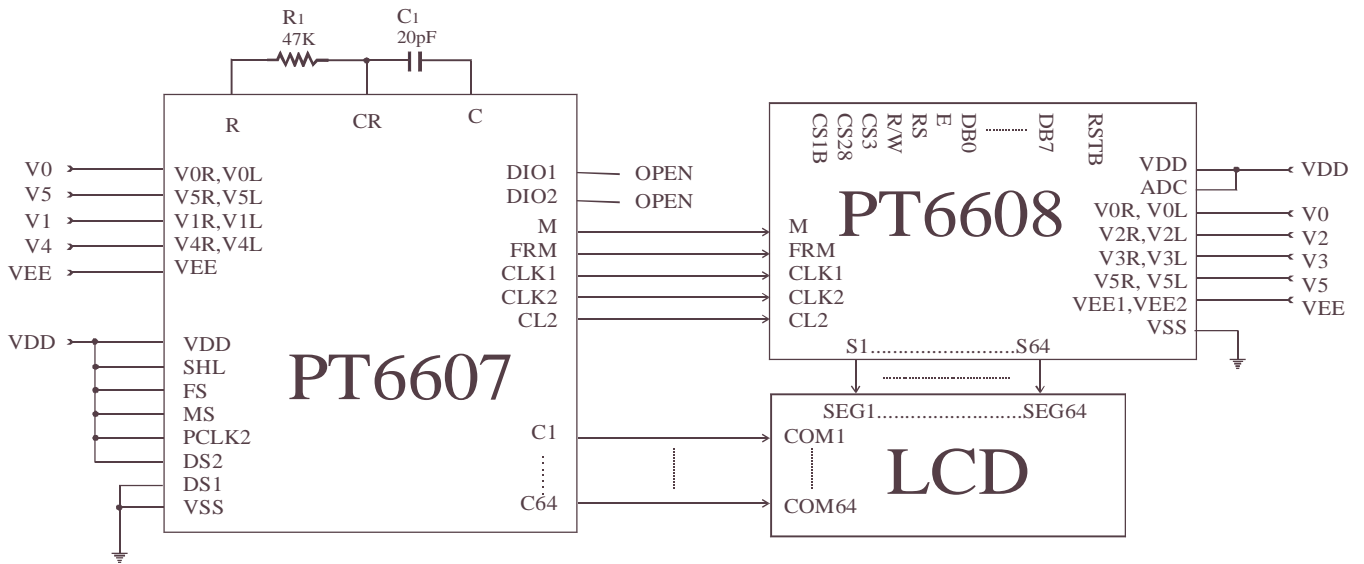 R1
47K
C1
20pF
R
CR
C
V0
V5
V1
V4
VEE
VDD
V0R,V0L
V5R,V5L
V1R,V1L
V4R,V4L
VEE
VDD
SHL
FS
MS
PCLK2
DS2
DS1
VSS
PT6607
DIO1
DIO2
M
FRM
CLK1
CLK2
CL2
C1
C64
OPEN
OPEN
CS1B
CS28
CS3
R/W
RS
E
DB0
DB7
RSTB
PT6608
M
FRM
CLK1
CLK2
CL2
VDD
ADC
V0R, V0L
V2R,V2L
V3R,V3L
V5R, V5L
VEE1,VEE2
VSS
VDD
V0
V2
V3
V5
VEE
S1.........................S64
SEG1.........................SEG64
COM1
COM64
LCD